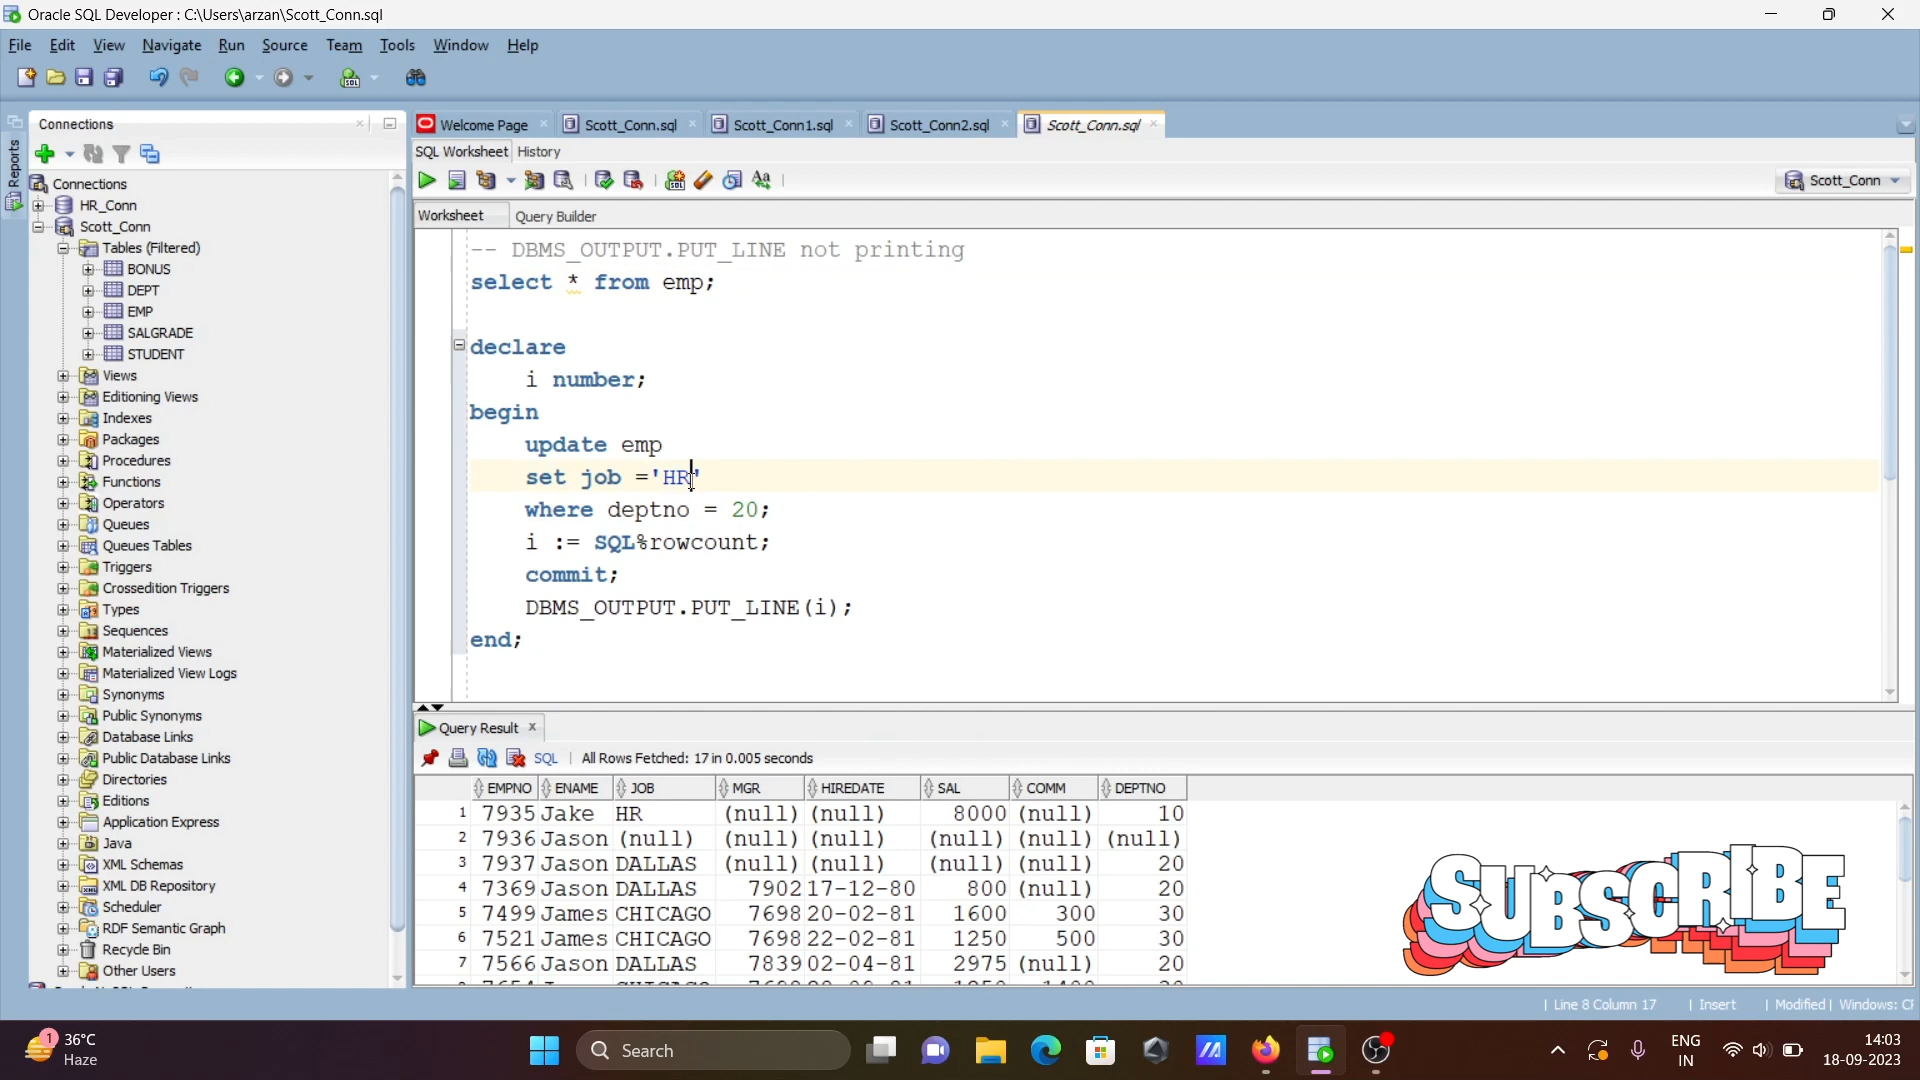 Oracle SQL Developer : C:\Users\arzan\Scott_Conn.sql
File Edit View Navigate Run Source Team Tools Window Help
Connections
Welcome Page Scott_Conn.sql Scott_Conn1.sql Scott_Conn2.sql Scott_Conn.sql
SQL Worksheet History
Scott_Conn
Worksheet Query Builder
Reports
Connections
HR_Conn
Scott_Conn
Tables (Filtered)
BONUS
DEPT
EMP
SALGRADE
STUDENT
Views
Editioning Views
Indexes
Packages
Procedures
Functions
Operators
Queues
Queues Tables
Triggers
Crossedition Triggers
Types
Sequences
Materialized Views
Materialized View Logs
Synonyms
Public Synonyms
Database Links
Public Database Links
Directories
Editions
Application Express
Java
XML Schemas
XML DB Repository
Scheduler
RDF Semantic Graph
Recycle Bin
Other Users
-- DBMS_OUTPUT.PUT_LINE not printing
select * from emp;
declare
i number;
begin
update emp
set job ='HR'
where deptno = 20;
i := SQL%rowcount;
commit;
DBMS_OUTPUT.PUT_LINE(i);
end;
Query Result
SQL | All Rows Fetched: 17 in 0.005 seconds
EMPNO ENAME JOB MGR HIREDATE SAL COMM DEPTNO
1 7935 Jake HR (null) (null) 8000 (null) 10
2 7936 Jason (null) (null) (null) (null) (null) (null)
3 7937 Jason DALLAS (null) (null) (null) (null) 20
4 7369 Jason DALLAS 7902 17-12-80 800 (null) 20
5 7499 James CHICAGO 7698 20-02-81 1600 300 30
6 7521 James CHICAGO 7698 22-02-81 1250 500 30
7 7566 Jason DALLAS 7839 02-04-81 2975 (null) 20
SUBSCRIBE
Line 8 Column 17 | Insert | Modified | Windows:
1 36°C
Haze
Search
ENG
IN
14:03
18-09-2023